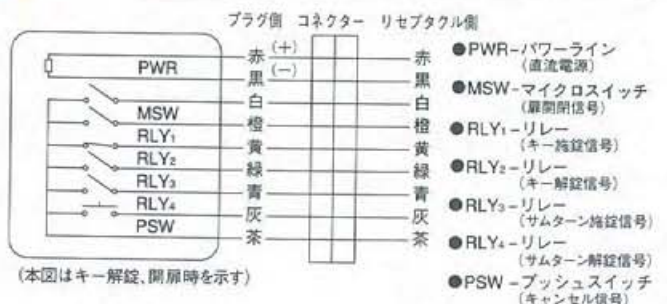 プラグ側 コネクター リセプタクル側
赤 (+) 赤
PWR 黒 (−) 黒
白 白
MSW 橙 橙
RLY₁ 黄 黄
RLY₂ 緑 緑
RLY₃ 青 青
RLY₄ 灰 灰
PSW 茶 茶
(本図はキー解錠、開扉時を示す)
●PWR-パワーライン
(直流電源)
●MSW-マイクロスイッチ
(扉開閉信号)
●RLY₁-リレー
(キー施錠信号)
●RLY₂-リレー
(キー解錠信号)
●RLY₃-リレー
(サムターン施錠信号)
●RLY₄-リレー
(サムターン解錠信号)
●PSW-プッシュスイッチ
(キャンセル信号)